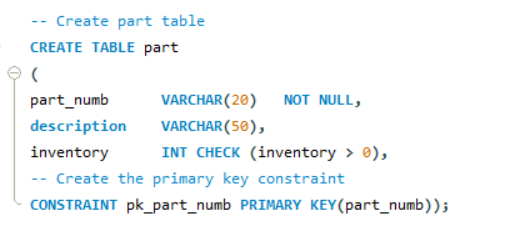 -- Create part table
CREATE TABLE part
(
part_numb VARCHAR(20) NOT NULL,
description VARCHAR(50),
inventory INT CHECK (inventory > 0),
-- Create the primary key constraint
CONSTRAINT pk_part_numb PRIMARY KEY(part_numb));